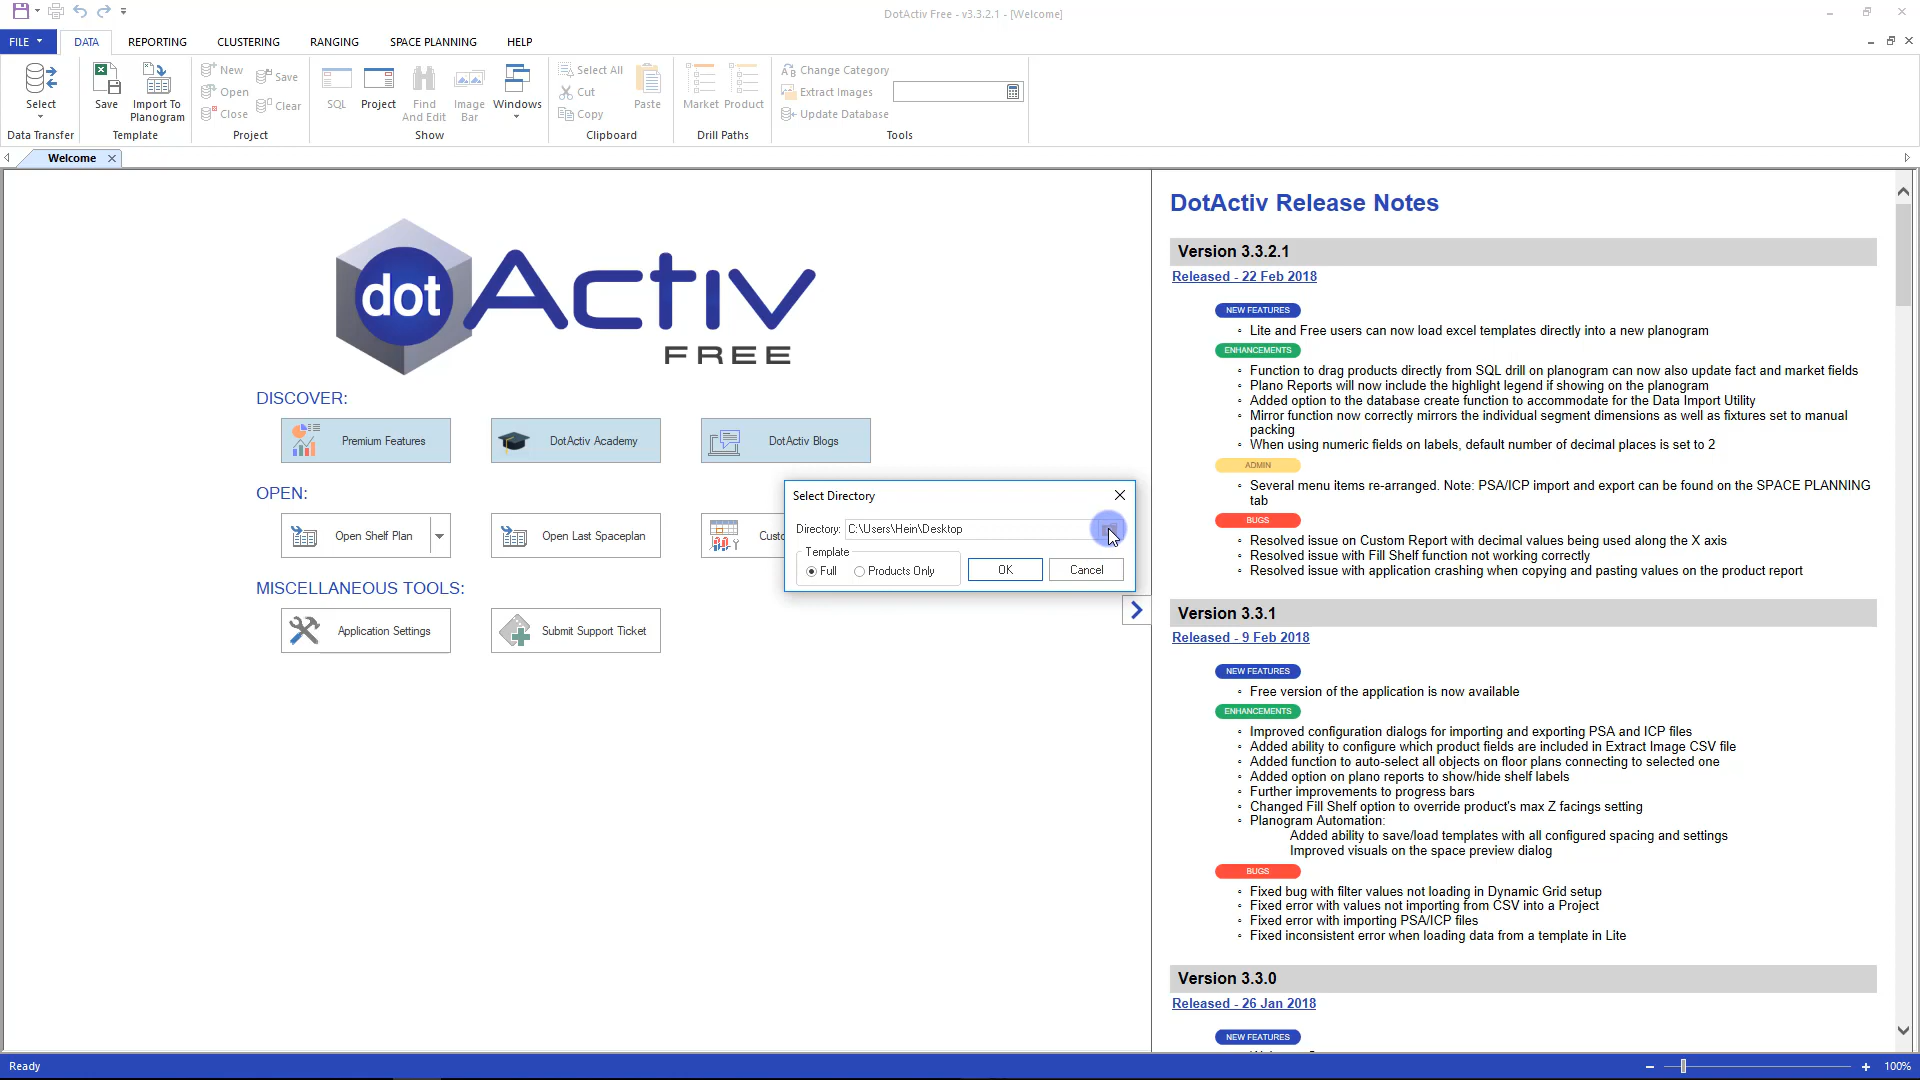 DotActiv Free - v3.3.2.1 - [Welcome]
FILE DATA REPORTING CLUSTERING RANGING SPACE PLANNING HELP
Select
Data Transfer
Save
Import To Planogram
Template
New
Open
Close
Save
Clear
Project
SQL
Project
Find And Edit
Image Bar
Windows
Show
Select All
Cut
Copy
Paste
Clipboard
Market
Product
Drill Paths
Change Category
Extract Images
Update Database
Tools
Welcome
dot Activ
FREE
DISCOVER:
Premium Features
DotActiv Academy
DotActiv Blogs
OPEN:
Open Shelf Plan
Open Last Spaceplan
MISCELLANEOUS TOOLS:
Application Settings
Submit Support Ticket
Select Directory
Directory: C:\Users\Hein\Desktop
Template
Full
Products Only
OK
Cancel
DotActiv Release Notes
Version 3.3.2.1
Released - 22 Feb 2018
NEW FEATURES
Lite and Free users can now load excel templates directly into a new planogram
ENHANCEMENTS
Function to drag products directly from SQL drill on planogram can now also update fact and market fields
Plano Reports will now include the highlight legend if showing on the planogram
Added option to the database create function to accommodate for the Data Import Utility
Mirror function now correctly mirrors the individual segment dimensions as well as fixtures set to manual
packing
When using numeric fields on labels, default number of decimal places is set to 2
ADMIN
Several menu items re-arranged. Note: PSA/ICP import and export can be found on the SPACE PLANNING
tab
BUGS
Resolved issue on Custom Report with decimal values being used along the X axis
Resolved issue with Fill Shelf function not working correctly
Resolved issue with application crashing when copying and pasting values on the product report
Version 3.3.1
Released - 9 Feb 2018
NEW FEATURES
Free version of the application is now available
ENHANCEMENTS
Improved configuration dialogs for importing and exporting PSA and ICP files
Added ability to configure which product fields are included in Extract Image CSV file
Added function to auto-select all objects on floor plans connecting to selected one
Added option on plano reports to show/hide shelf labels
Further improvements to progress bars
Changed Fill Shelf option to override product's max Z facings setting
Planogram Automation:
Added ability to save/load templates with all configured spacing and settings
Improved visuals on the space preview dialog
BUGS
Fixed bug with filter values not loading in Dynamic Grid setup
Fixed error with values not importing from CSV into a Project
Fixed error with importing PSA/ICP files
Fixed inconsistent error when loading data from a template in Lite
Version 3.3.0
Released - 26 Jan 2018
NEW FEATURES
Ready
100%